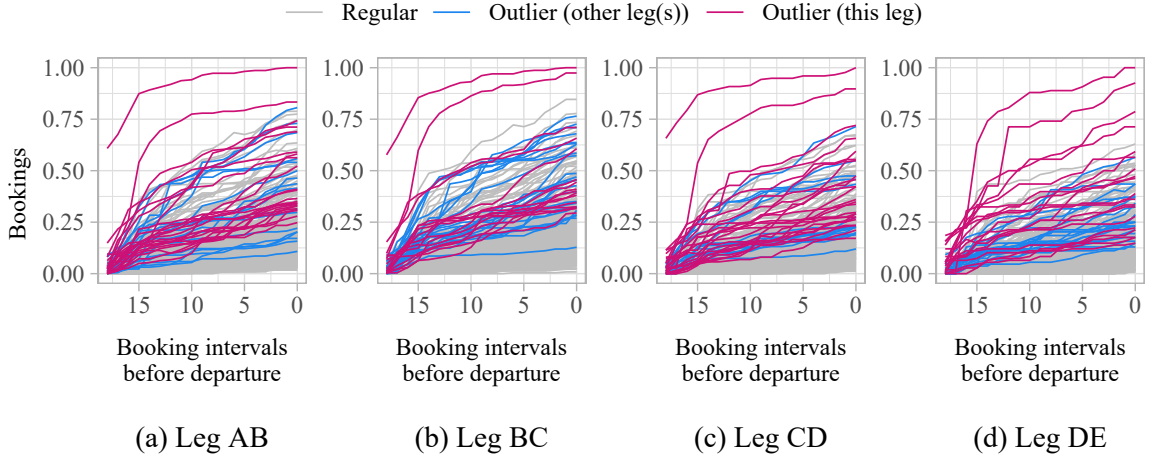 Regular Outlier (other leg(s)) Outlier (this leg)
Bookings
1.00
0.75
0.50
0.25
0.00
15 10 5 0
Booking intervals
before departure
(a) Leg AB
1.00
0.75
0.50
0.25
0.00
15 10 5 0
Booking intervals
before departure
(b) Leg BC
1.00
0.75
0.50
0.25
0.00
15 10 5 0
Booking intervals
before departure
(c) Leg CD
1.00
0.75
0.50
0.25
0.00
15 10 5 0
Booking intervals
before departure
(d) Leg DE